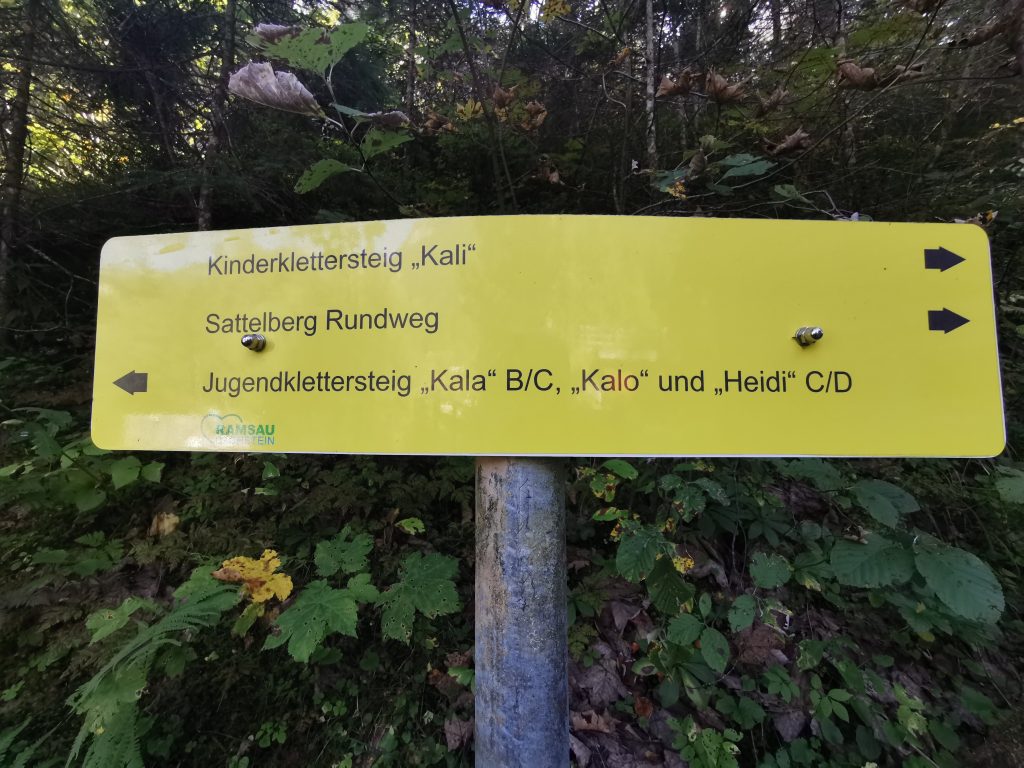 Kinderklettersteig „Kali“
Sattelberg Rundweg
Jugendklettersteig „Kala“ B/C, „Kalo“ und „Heidi“ C/D
RAMSAU